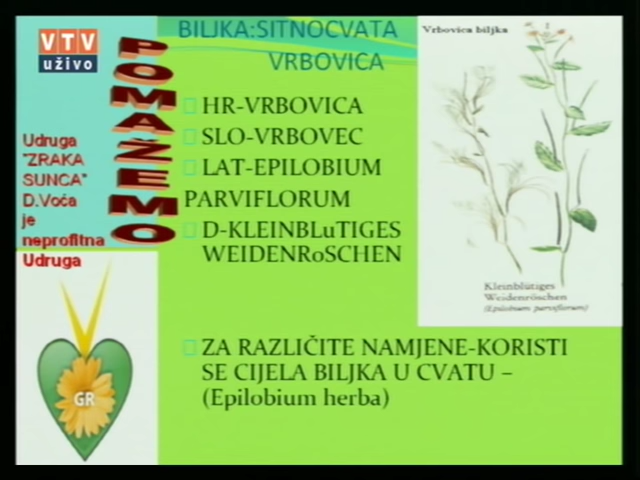 VTV
uživo
POMAŽEMO
Udruga
"ZRAKA
SUNCA"
D.Voća
je
neprofitna
Udruga
GR
BILJKA:SITNOCVATA
VRBOVICA
HR-VRBOVICA
SLO-VRBOVEC
LAT-EPILOBIUM
PARVIFLORUM
D-KLEINBLuTIGES
WEIDENRoSCHEN
ZA RAZLIČITE NAMJENE-KORISTI
SE CIJELA BILJKA U CVATU –
(Epilobium herba)
Vrbovica biljka
Kleinblütiges
Weidenröschen
(Epilobium parviflorum)